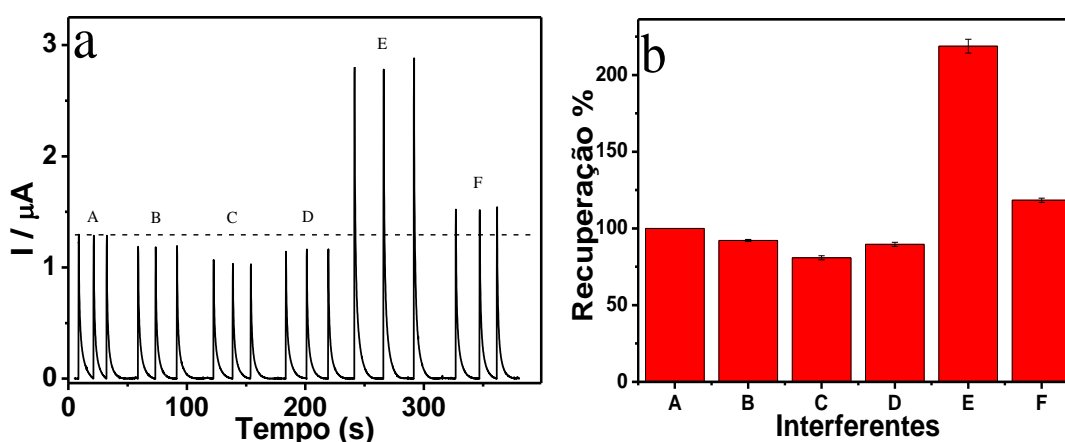 a
I / µA
3
2
1
0
A
B
C
D
E
F
0
100
200
300
Tempo (s)
b
Recuperação %
200
150
100
50
0
A
B
C
D
E
F
Interferentes